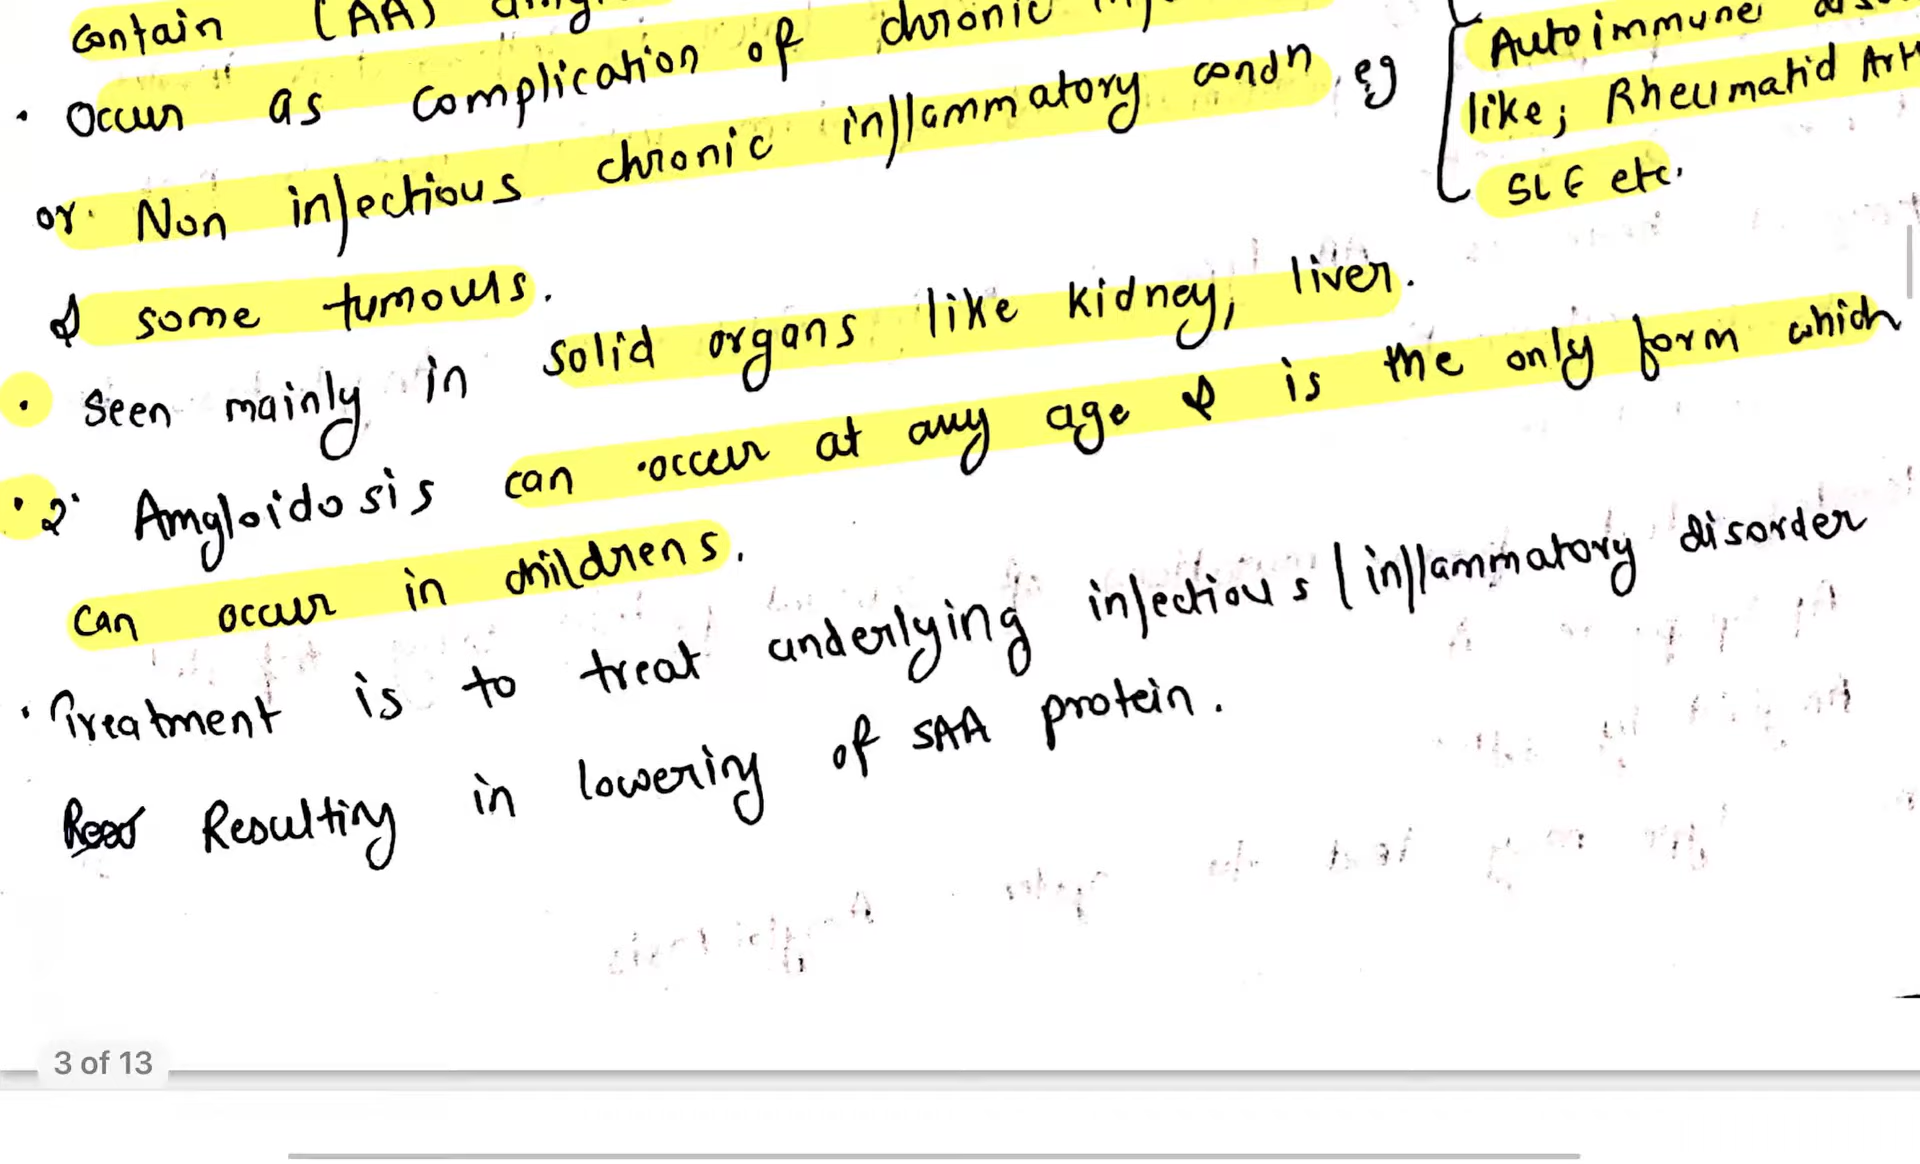 contain (AA)
• Occur as complication of chronic
or Non infectious chronic inflammatory condn, eg
Autoimmune
like; Rheumatid
SLE etc.
& some tumours.
• Seen mainly in solid organs like kidney, liver.
• 2° Amyloidosis can occur at any age & is the only form which
can occur in childrens.
• Treatment is to treat underlying infectious / inflammatory disorder
Resulting in lowering of SAA protein.
3 of 13